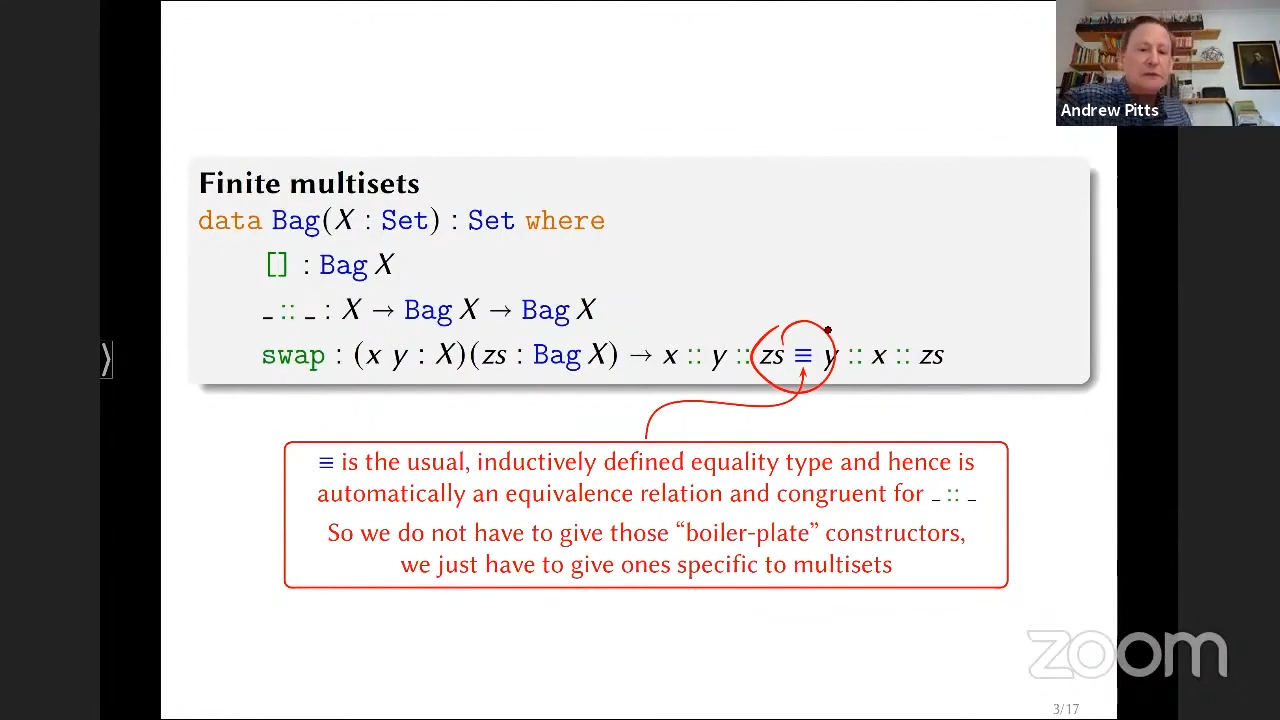 Andrew Pitts
Finite multisets
data Bag(X : Set) : Set where
[] : Bag X
_ :: _ : X → Bag X → Bag X
swap : (x y : X)(zs : Bag X) → x :: y :: zs ≡ y :: x :: zs
⟩
≡ is the usual, inductively defined equality type and hence is
automatically an equivalence relation and congruent for _ :: _
So we do not have to give those “boiler-plate” constructors,
we just have to give ones specific to multisets
zoom
3/17